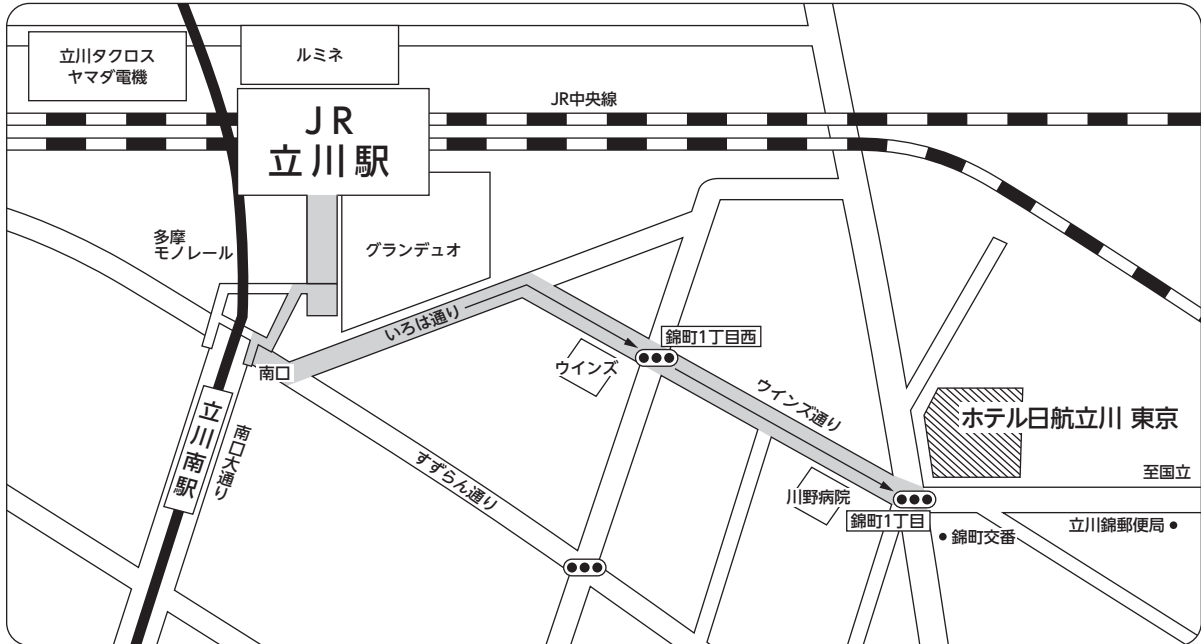 立川タクロス
ヤマダ電機
ルミネ
JR中央線
JR
立川駅
多摩
モノレール
グランデュオ
いろは通り
錦町1丁目西
南口
ウインズ
ウインズ通り
ホテル日航立川 東京
立川南駅
南口大通り
すずらん通り
至国立
川野病院
錦町1丁目
錦町交番
立川錦郵便局